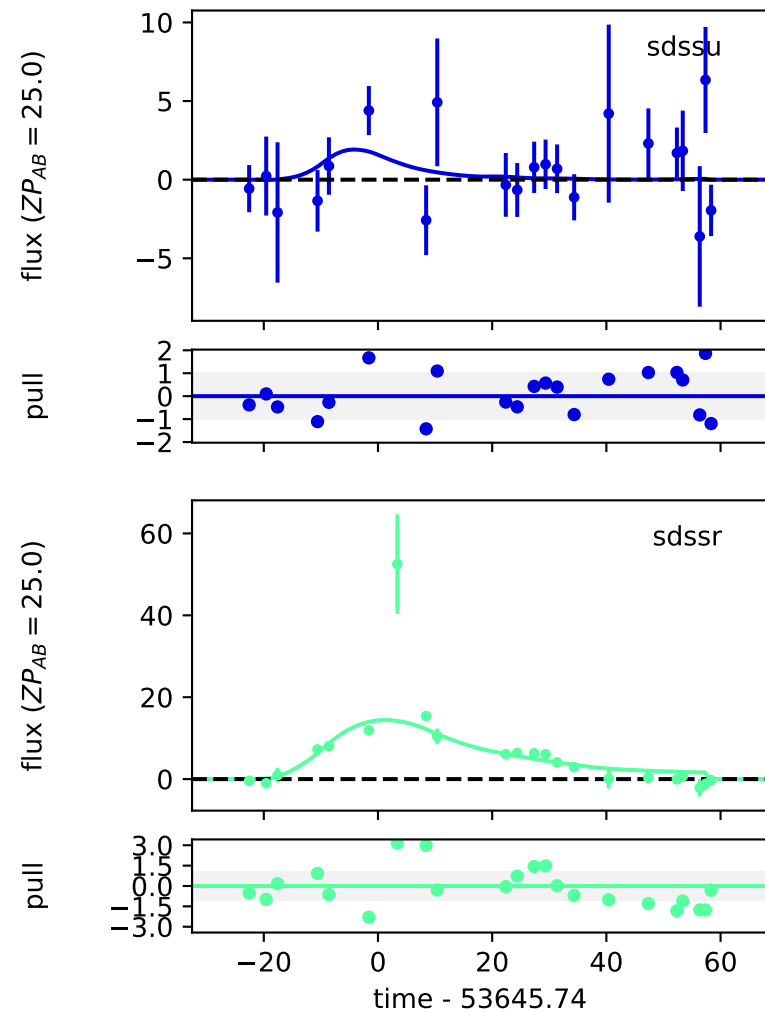 10
5
0
−5
flux (ZP_AB = 25.0)
sdssu
2
1
0
−1
−2
pull
60
40
20
0
flux (ZP_AB = 25.0)
sdssr
3.0
1.5
0.0
−1.5
−3.0
pull
−20 0 20 40 60
time - 53645.74